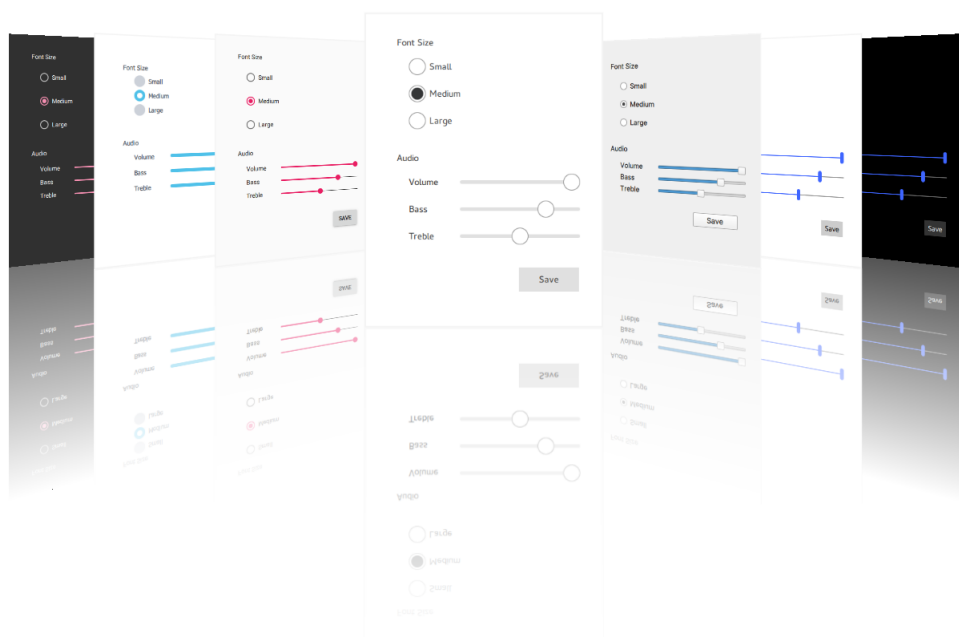 Font Size
Small
Medium
Large
Audio
Volume
Bass
Treble
Font Size
Small
Medium
Large
Audio
Volume
Bass
Treble
Font Size
Small
Medium
Large
Audio
Volume
Bass
Treble
SAVE
Font Size
Small
Medium
Large
Audio
Volume
Bass
Treble
Save
Font Size
Small
Medium
Large
Audio
Volume
Bass
Treble
Save
Save
Save